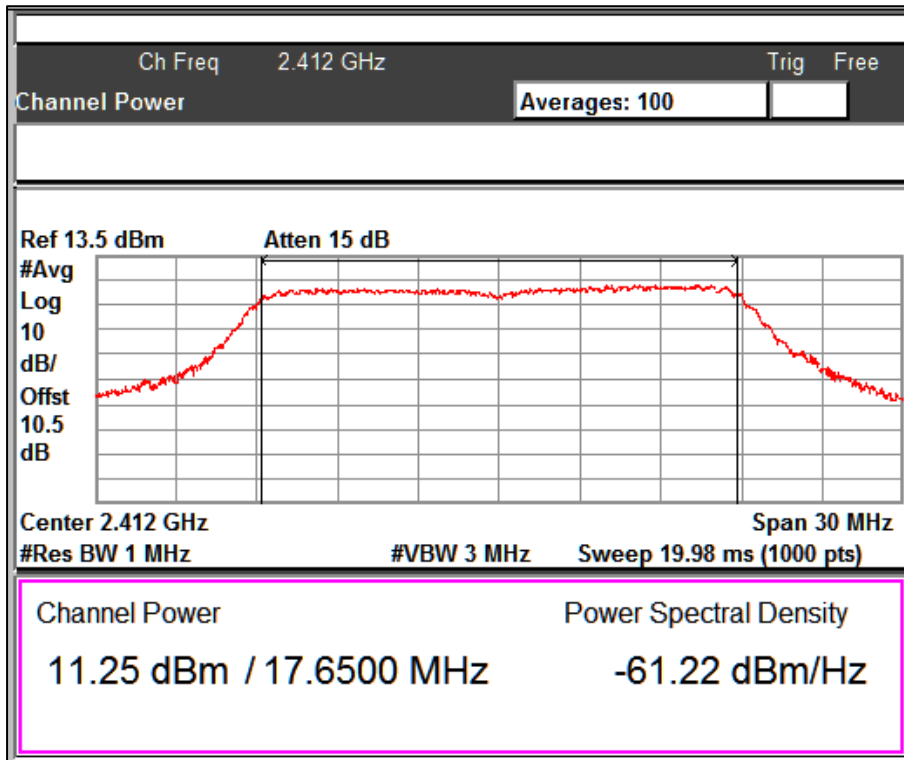 Ch Freq 2.412 GHz Trig Free
Channel Power Averages: 100
Ref 13.5 dBm Atten 15 dB
#Avg
Log
10
dB/
Offst
10.5
dB
Center 2.412 GHz Span 30 MHz
#Res BW 1 MHz #VBW 3 MHz Sweep 19.98 ms (1000 pts)
Channel Power Power Spectral Density
11.25 dBm / 17.6500 MHz -61.22 dBm/Hz